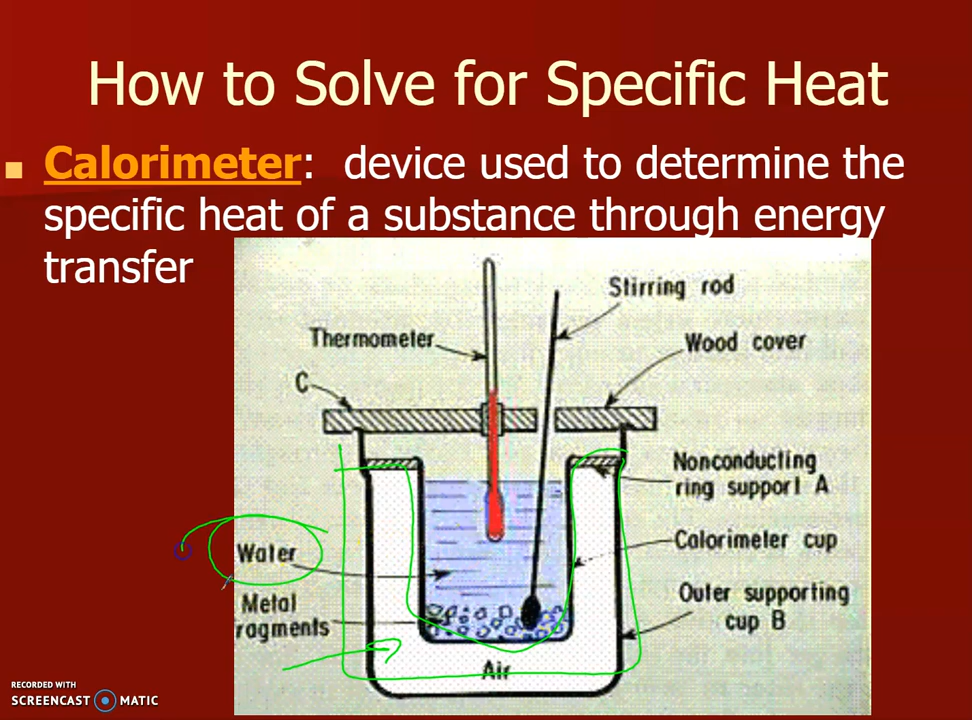 How to Solve for Specific Heat
Calorimeter: device used to determine the
specific heat of a substance through energy
transfer
Stirring rod
Thermometer
Wood cover
C
Nonconducting
ring support A
Calorimeter cup
Water
Outer supporting
cup B
Metal
ragments
Air
RECORDED WITH
SCREENCAST MATIC